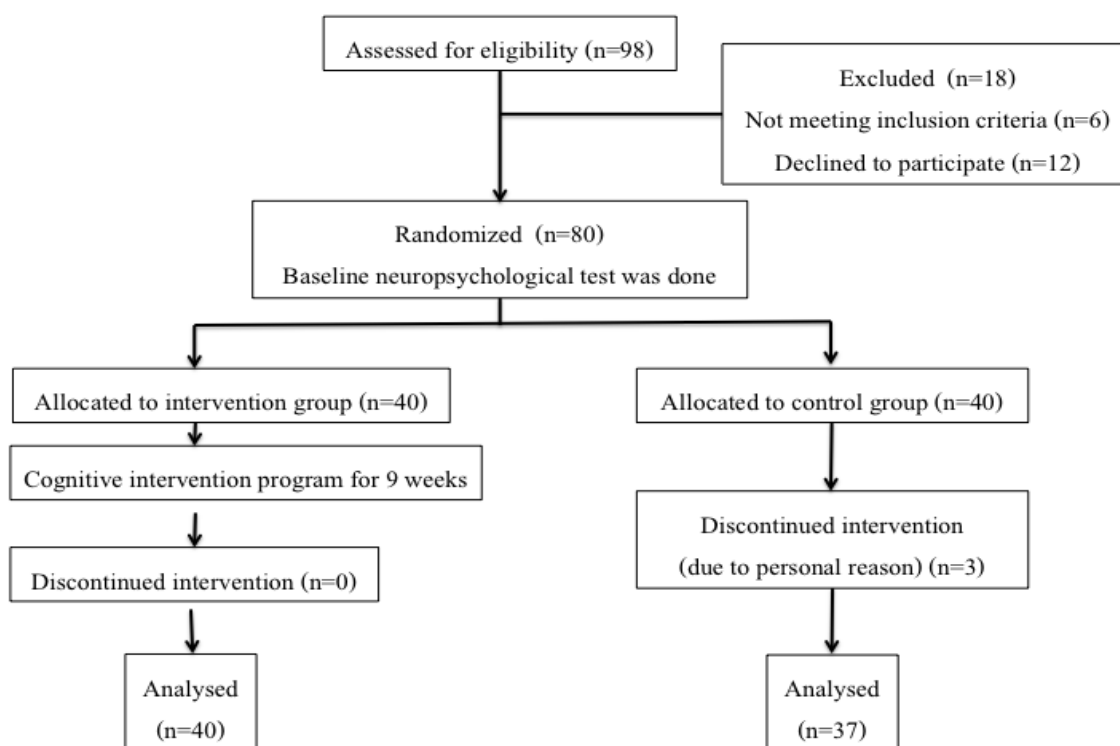 Assessed for eligibility (n=98)
Excluded (n=18)
Not meeting inclusion criteria (n=6)
Declined to participate (n=12)
Randomized (n=80)
Baseline neuropsychological test was done
Allocated to intervention group (n=40)
Allocated to control group (n=40)
Cognitive intervention program for 9 weeks
Discontinued intervention
(due to personal reason) (n=3)
Discontinued intervention (n=0)
Analysed
(n=40)
Analysed
(n=37)